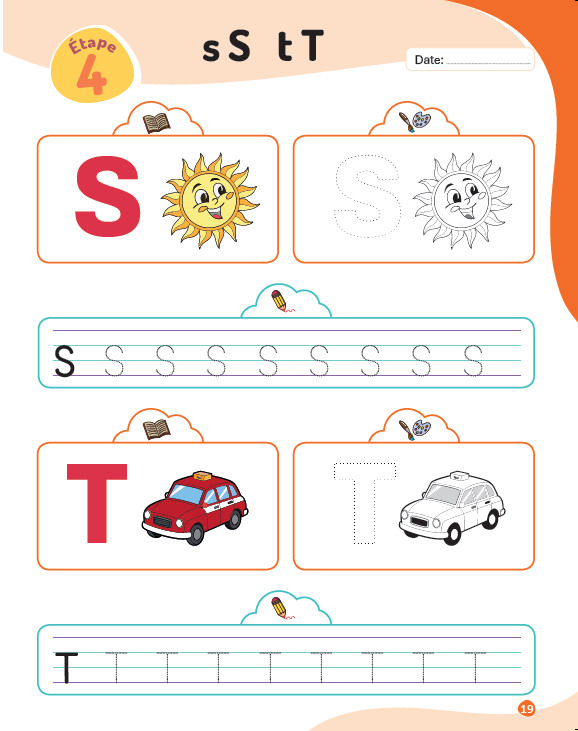 Étape
4
sS tT
Date:
S
S
S S S S S S S S S
T
T
T T T T T T T T T
19